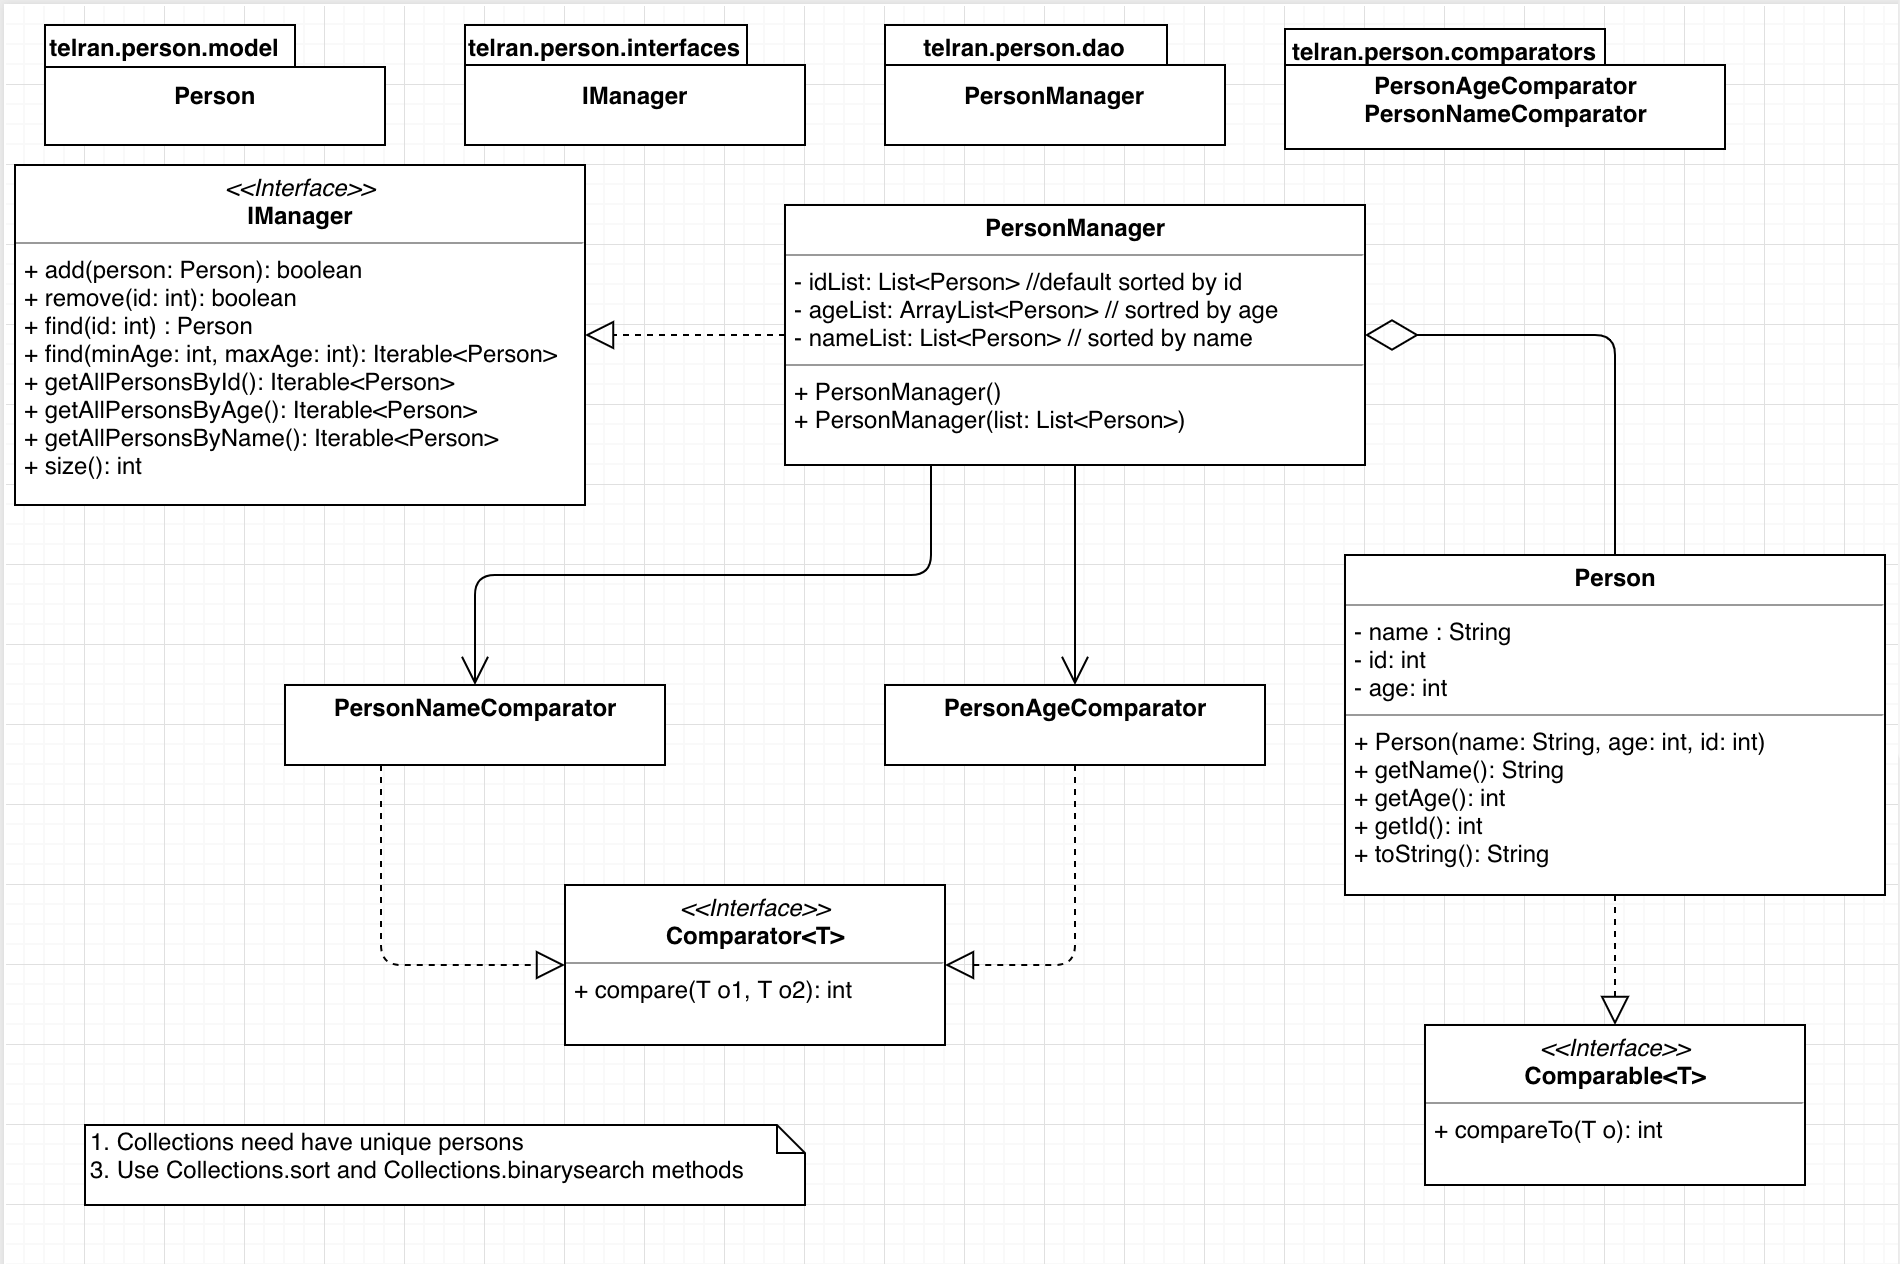 telran.person.model
Person
telran.person.interfaces
IManager
telran.person.dao
PersonManager
telran.person.comparators
PersonAgeComparator
PersonNameComparator
<<Interface>>
IManager
+ add(person: Person): boolean
+ remove(id: int): boolean
+ find(id: int) : Person
+ find(minAge: int, maxAge: int): Iterable<Person>
+ getAllPersonsById(): Iterable<Person>
+ getAllPersonsByAge(): Iterable<Person>
+ getAllPersonsByName(): Iterable<Person>
+ size(): int
PersonManager
- idList: List<Person> //default sorted by id
- ageList: ArrayList<Person> // sortred by age
- nameList: List<Person> // sorted by name
+ PersonManager()
+ PersonManager(list: List<Person>)
Person
- name : String
- id: int
- age: int
+ Person(name: String, age: int, id: int)
+ getName(): String
+ getAge(): int
+ getId(): int
+ toString(): String
PersonNameComparator
PersonAgeComparator
<<Interface>>
Comparator<T>
+ compare(T o1, T o2): int
<<Interface>>
Comparable<T>
+ compareTo(T o): int
1. Collections need have unique persons
3. Use Collections.sort and Collections.binarysearch methods